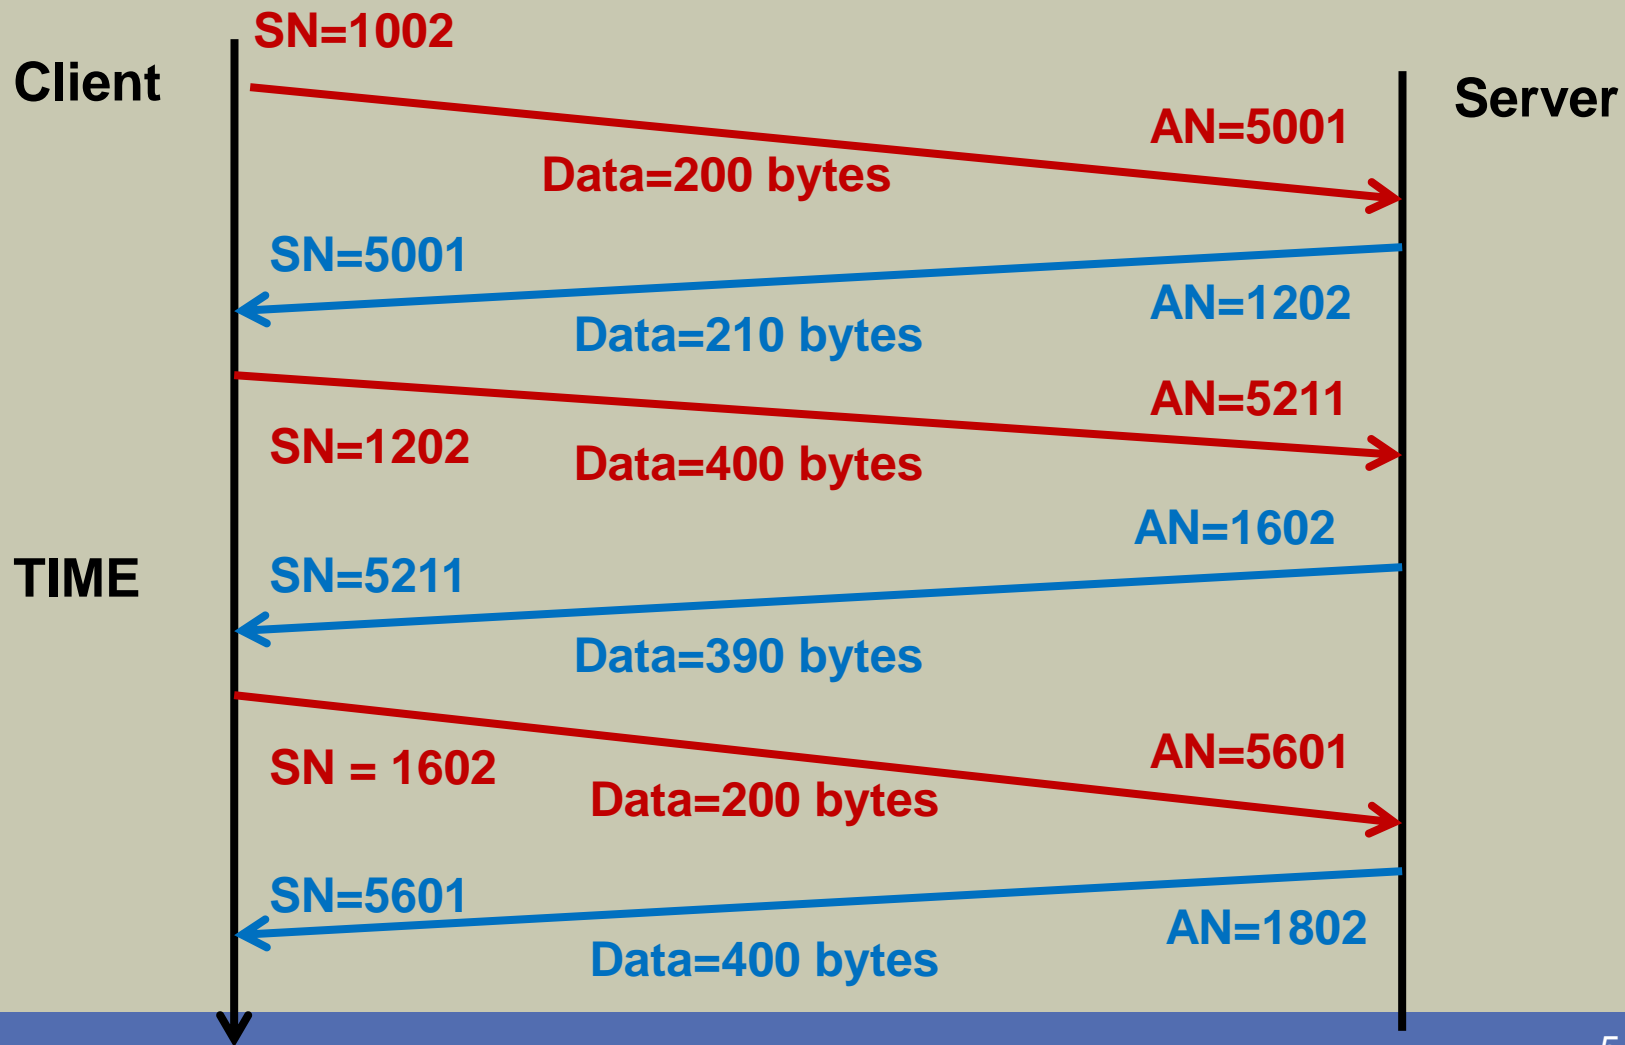 SN=1002
Client
Server
AN=5001
Data=200 bytes
SN=5001
AN=1202
Data=210 bytes
AN=5211
SN=1202
Data=400 bytes
AN=1602
TIME
SN=5211
Data=390 bytes
SN = 1602
AN=5601
Data=200 bytes
SN=5601
AN=1802
Data=400 bytes